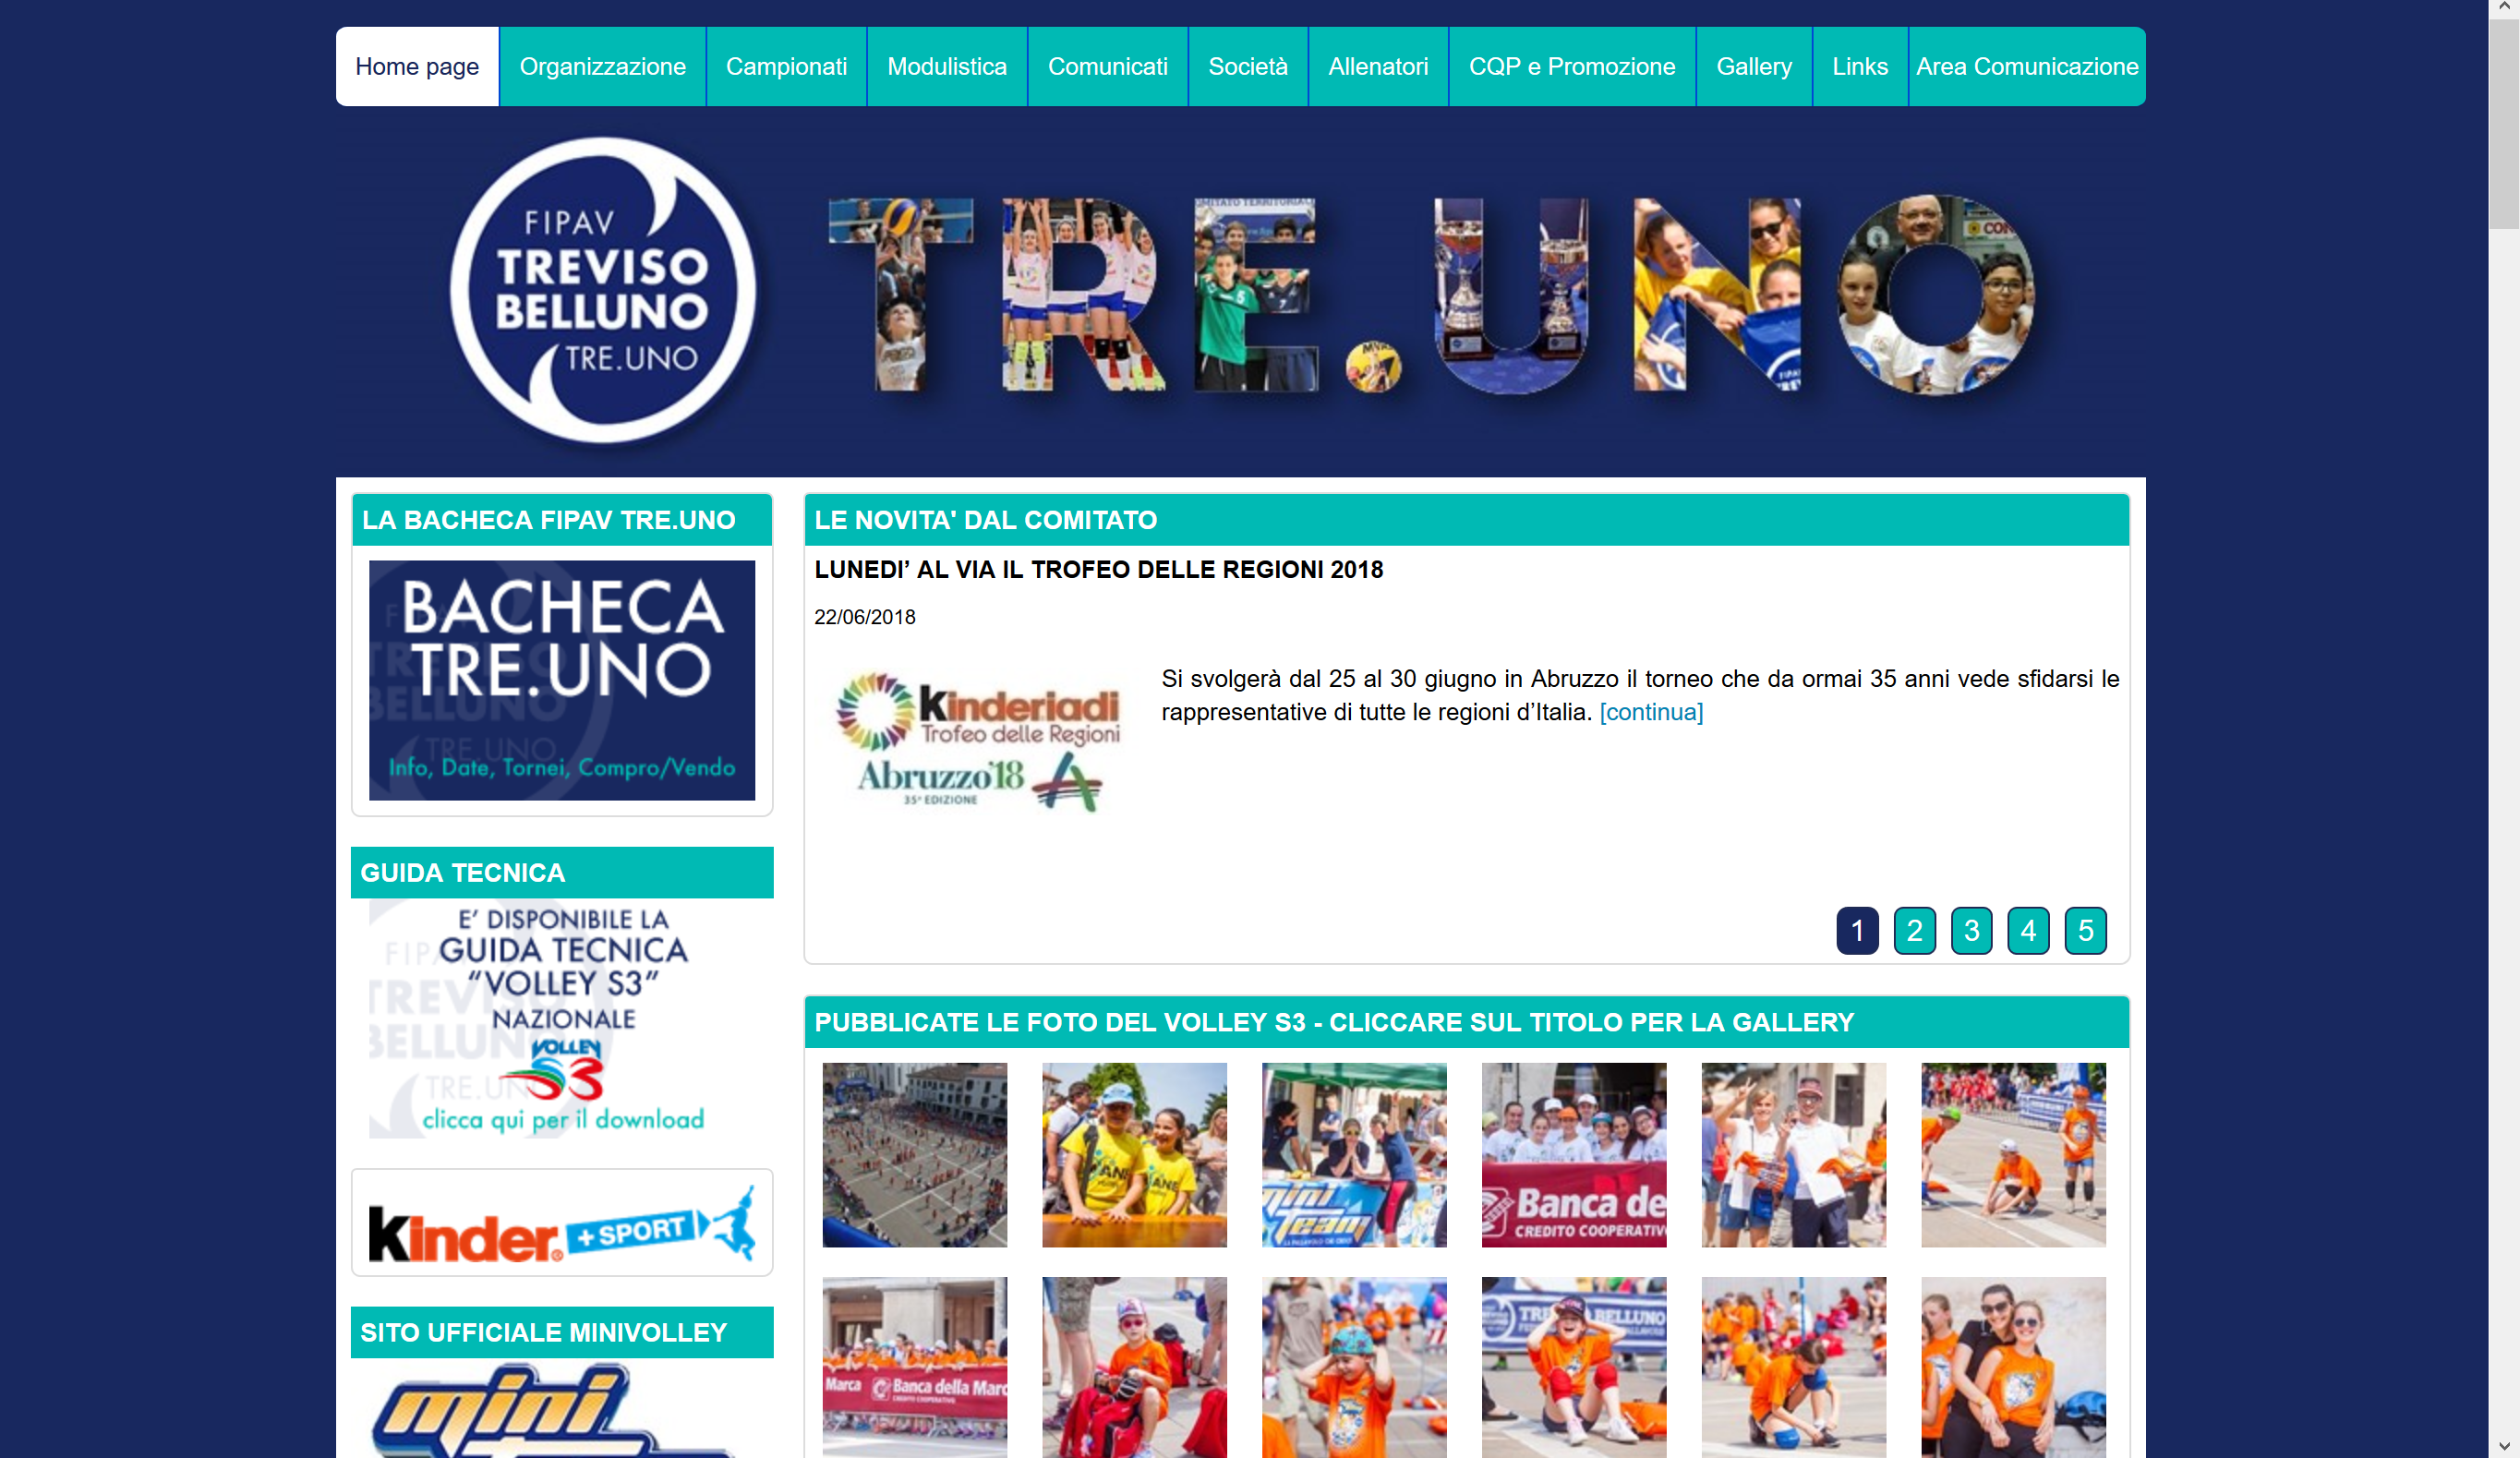 Home page
Organizzazione
Campionati
Modulistica
Comunicati
Società
Allenatori
CQP e Promozione
Gallery
Links
Area Comunicazione
FIPAV
TREVISO
BELLUNO
TRE.UNO
TRE.UNO
LA BACHECA FIPAV TRE.UNO
BACHECA
TRE.UNO
Info, Date, Tornei, Compro/Vendo
GUIDA TECNICA
E' DISPONIBILE LA
GUIDA TECNICA
“VOLLEY S3”
NAZIONALE
VOLLEY
S3
clicca qui per il download
Kinder
+SPORT
SITO UFFICIALE MINIVOLLEY
mini
LE NOVITA' DAL COMITATO
LUNEDI’ AL VIA IL TROFEO DELLE REGIONI 2018
22/06/2018
Kinderiadi
Trofeo delle Regioni
Abruzzo'18
35ª EDIZIONE
Si svolgerà dal 25 al 30 giugno in Abruzzo il torneo che da ormai 35 anni vede sfidarsi le
rappresentative di tutte le regioni d’Italia. [continua]
1 2 3 4 5
PUBBLICATE LE FOTO DEL VOLLEY S3 - CLICCARE SUL TITOLO PER LA GALLERY
mini
Team
Banca de
CREDITO COOPERATIV
Marca
Banca della Marc
BELLUNO